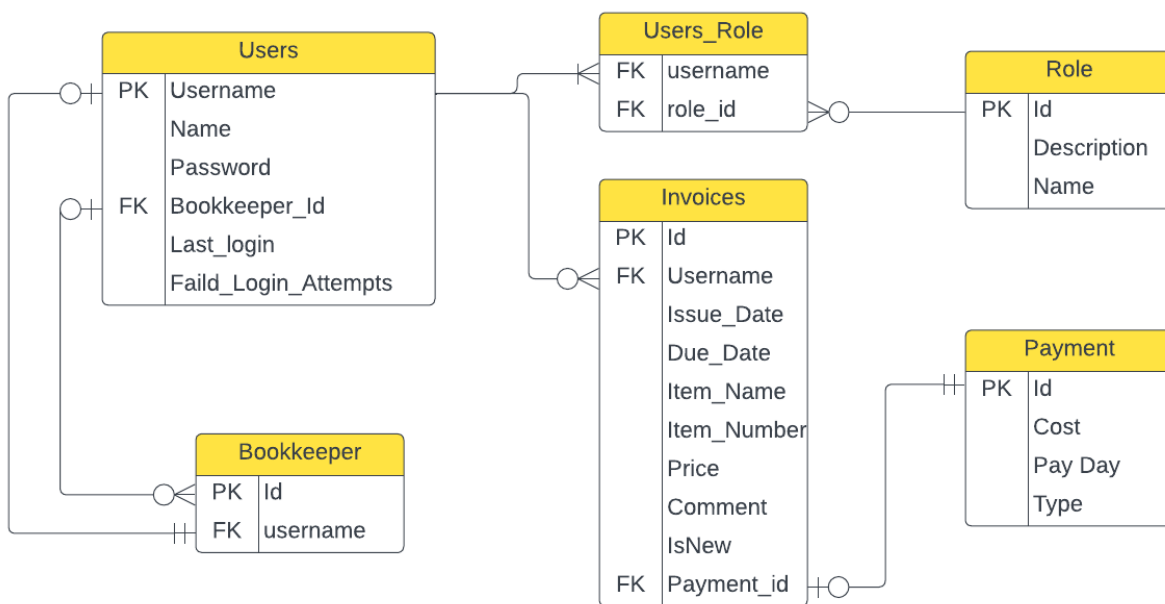 Users
PK Username
Name
Password
FK Bookkeeper_Id
Last_login
Faild_Login_Attempts
Users_Role
FK username
FK role_id
Role
PK Id
Description
Name
Invoices
PK Id
FK Username
Issue_Date
Due_Date
Item_Name
Item_Number
Price
Comment
IsNew
FK Payment_id
Payment
PK Id
Cost
Pay Day
Type
Bookkeeper
PK Id
FK username